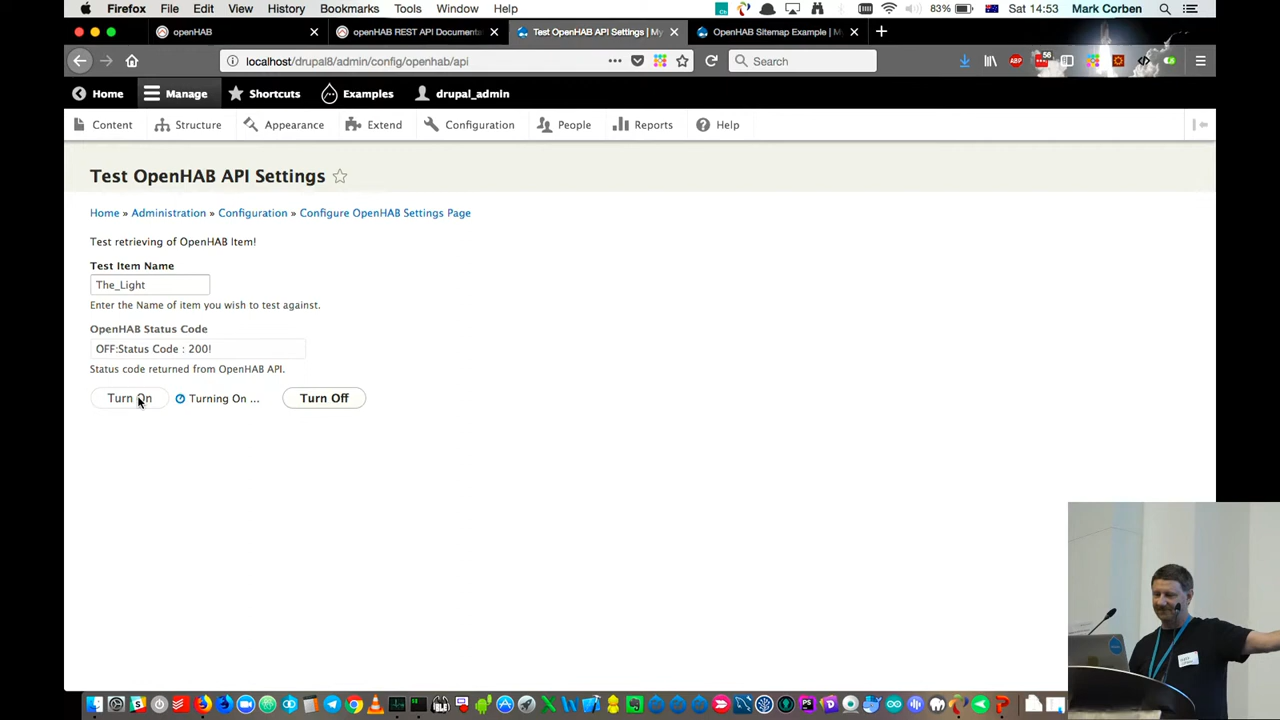 Firefox File Edit View History Bookmarks Tools Window Help 83% Sat 14:53 Mark Corben
openHAB openHAB REST API Documenta Test OpenHAB API Settings | My OpenHAB Sitemap Example | M
localhost/drupal8/admin/config/openhab/api Search ABP 56
Home Manage Shortcuts Examples drupal_admin
Content Structure Appearance Extend Configuration People Reports Help
Test OpenHAB API Settings
Home » Administration » Configuration » Configure OpenHAB Settings Page
Test retrieving of OpenHAB Item!
Test Item Name
The_Light
Enter the Name of item you wish to test against.
OpenHAB Status Code
OFF:Status Code : 200!
Status code returned from OpenHAB API.
Turn On Turning On ... Turn Off